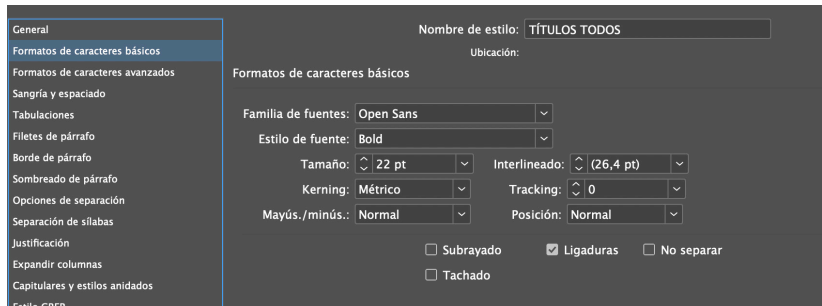 Nombre de estilo: TÍTULOS TODOS
Ubicación:
General
Formatos de caracteres básicos
Formatos de caracteres avanzados
Sangría y espaciado
Tabulaciones
Filetes de párrafo
Borde de párrafo
Sombreado de párrafo
Opciones de separación
Separación de sílabas
Justificación
Expandir columnas
Capitulares y estilos anidados
Estilo GREP
Formatos de caracteres básicos
Familia de fuentes: Open Sans
Estilo de fuente: Bold
Tamaño: 22 pt Interlineado: (26,4 pt)
Kerning: Métrico Tracking: 0
Mayús./minús.: Normal Posición: Normal
Subrayado Ligaduras No separar
Tachado